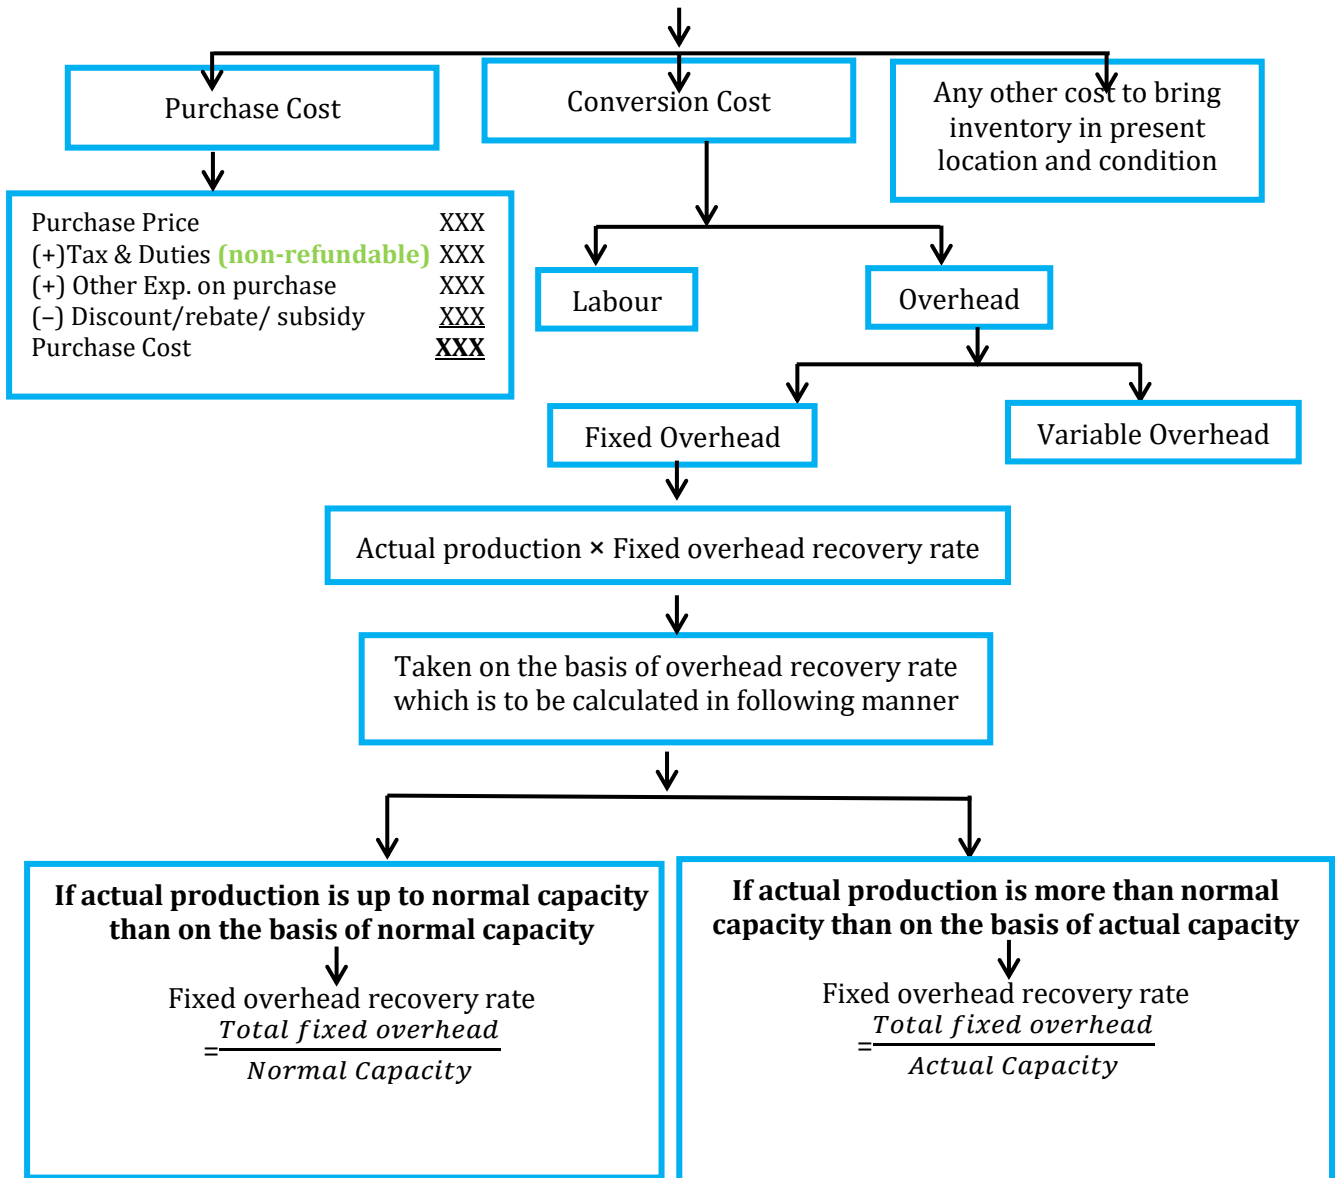 Purchase Cost
Conversion Cost
Any other cost to bring
inventory in present
location and condition
Purchase Price XXX
(+)Tax & Duties (non-refundable) XXX
(+) Other Exp. on purchase XXX
(–) Discount/rebate/ subsidy XXX
Purchase Cost XXX
Labour
Overhead
Fixed Overhead
Variable Overhead
Actual production × Fixed overhead recovery rate
Taken on the basis of overhead recovery rate
which is to be calculated in following manner
If actual production is up to normal capacity
than on the basis of normal capacity
Fixed overhead recovery rate
=Total fixed overhead
Normal Capacity
If actual production is more than normal
capacity than on the basis of actual capacity
Fixed overhead recovery rate
=Total fixed overhead
Actual Capacity